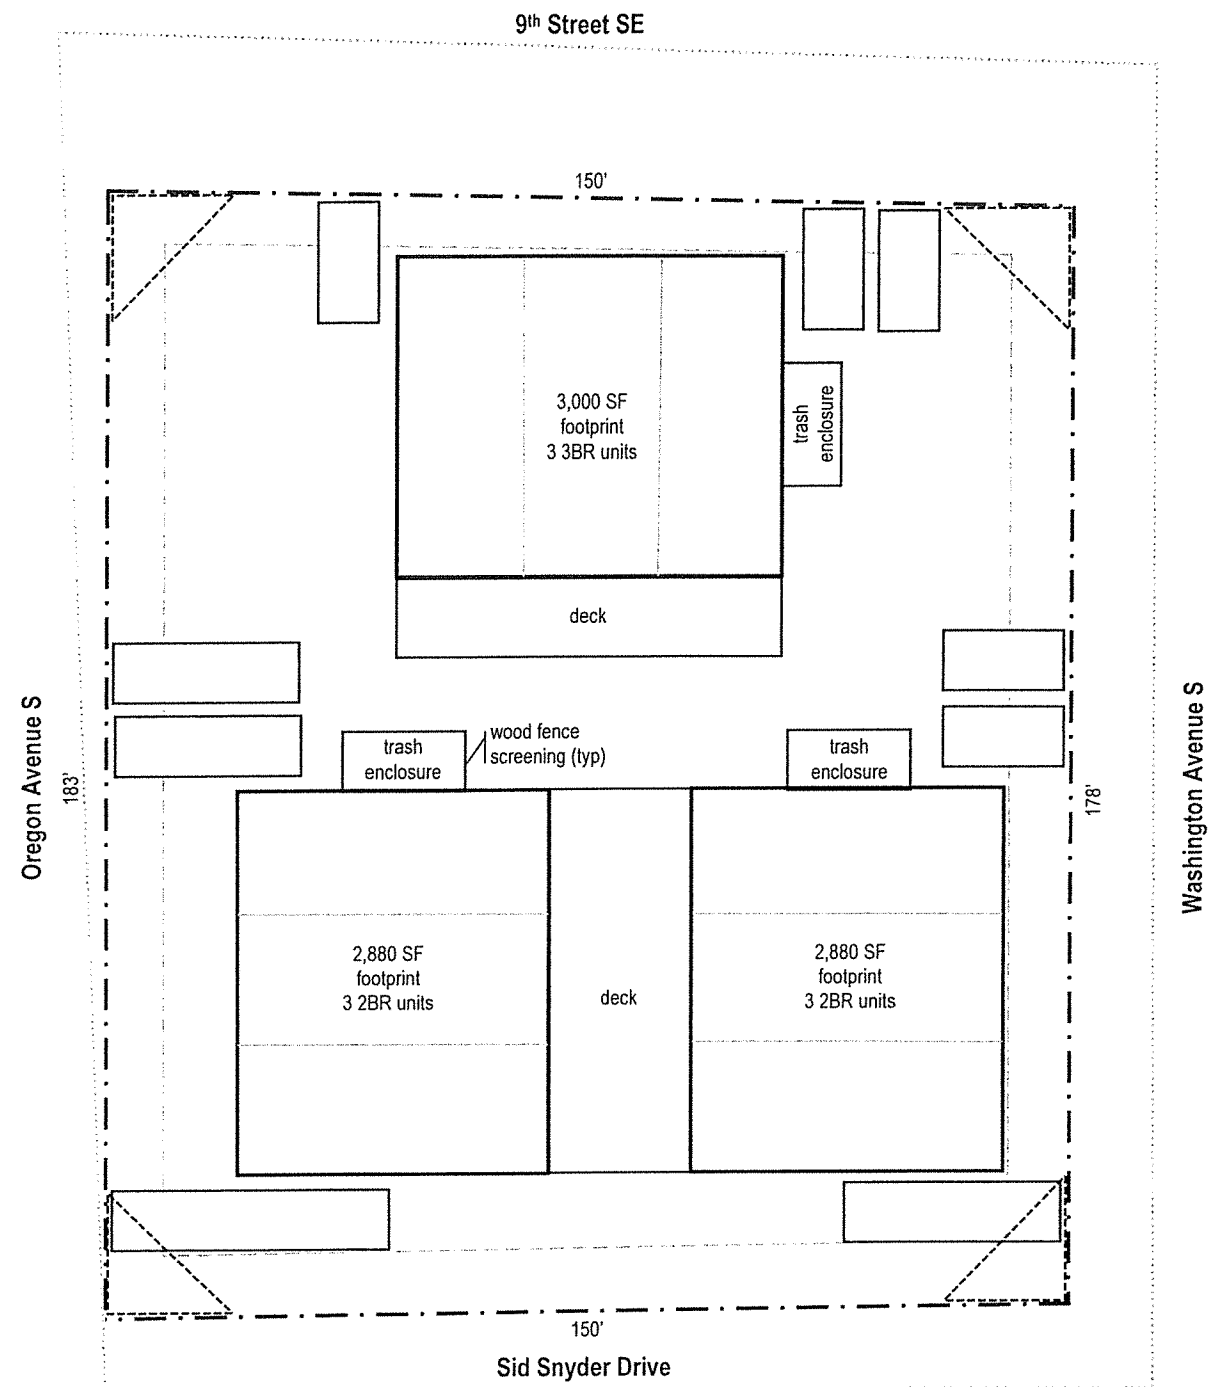 9th Street SE
150'
3,000 SF
footprint
3 3BR units
trash
enclosure
deck
Oregon Avenue S
183'
trash
enclosure
wood fence
screening (typ)
trash
enclosure
178'
Washington Avenue S
2,880 SF
footprint
3 2BR units
deck
2,880 SF
footprint
3 2BR units
150'
Sid Snyder Drive